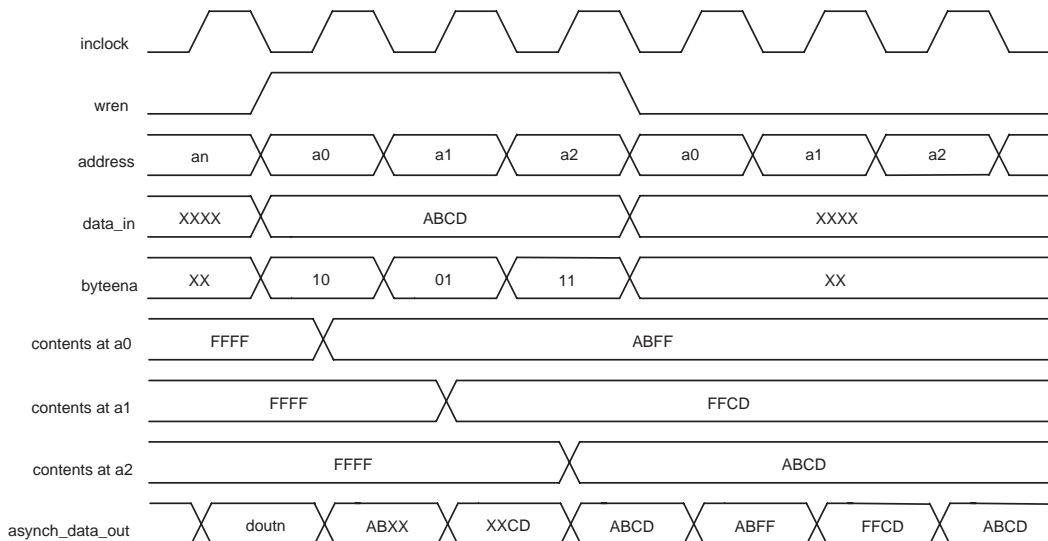 inclock
wren
address an a0 a1 a2 a0 a1 a2
data_in XXXX ABCD XXXX
byteena XX 10 01 11 XX
contents at a0 FFFF ABFF
contents at a1 FFFF FFCD
contents at a2 FFFF ABCD
asynch_data_out doutn ABXX XXCD ABCD ABFF FFCD ABCD